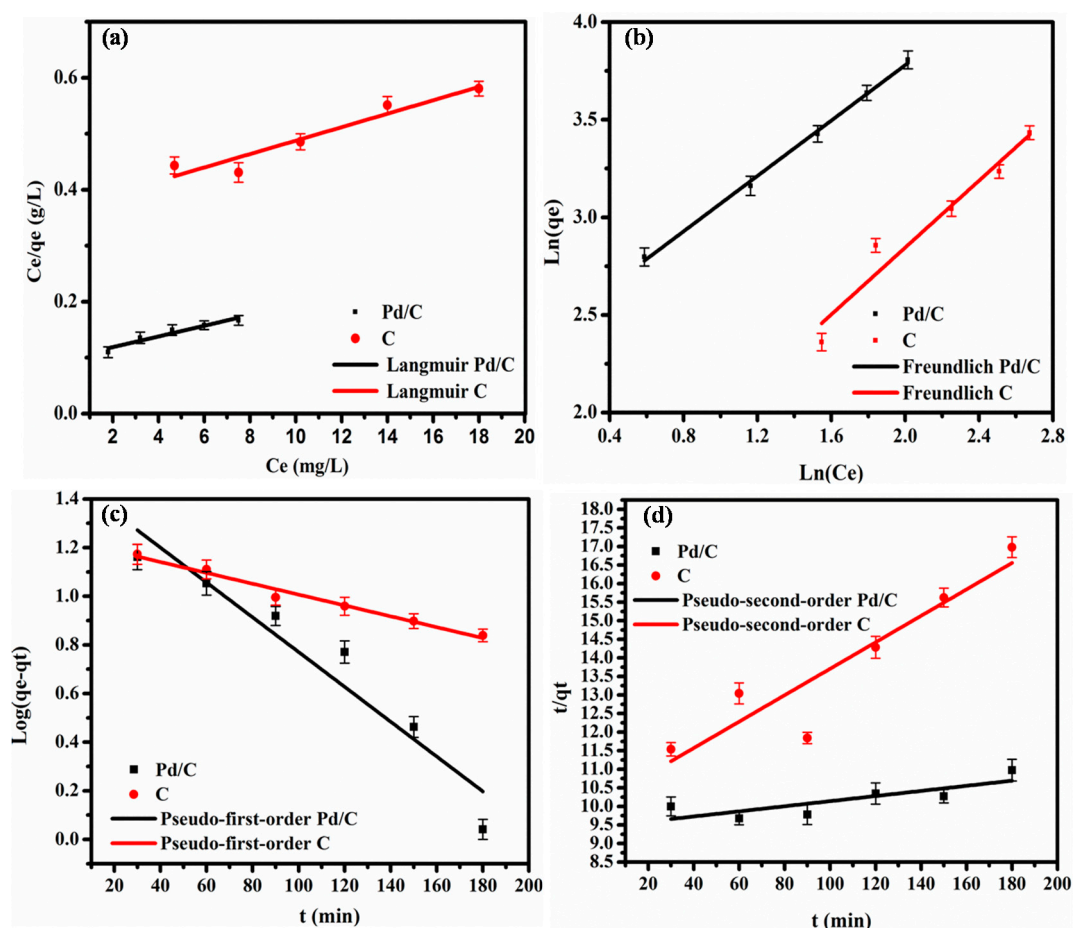 (a)
0.6
0.4
0.2
0.0
Ce/qe (g/L)
Pd/C
C
Langmuir Pd/C
Langmuir C
2 4 6 8 10 12 14 16 18 20
Ce (mg/L)
(b)
4.0
3.5
3.0
2.5
2.0
Ln(qe)
Pd/C
C
Freundlich Pd/C
Freundlich C
0.4 0.8 1.2 1.6 2.0 2.4 2.8
Ln(Ce)
(c)
1.4
1.2
1.0
0.8
0.6
0.4
0.2
0.0
Log(qe-qt)
Pd/C
C
Pseudo-first-order Pd/C
Pseudo-first-order C
20 40 60 80 100 120 140 160 180 200
t (min)
(d)
18.0
17.5
17.0
16.5
16.0
15.5
15.0
14.5
14.0
13.5
13.0
12.5
12.0
11.5
11.0
10.5
10.0
9.5
9.0
8.5
t/qt
Pd/C
C
Pseudo-second-order Pd/C
Pseudo-second-order C
20 40 60 80 100 120 140 160 180 200
t (min)